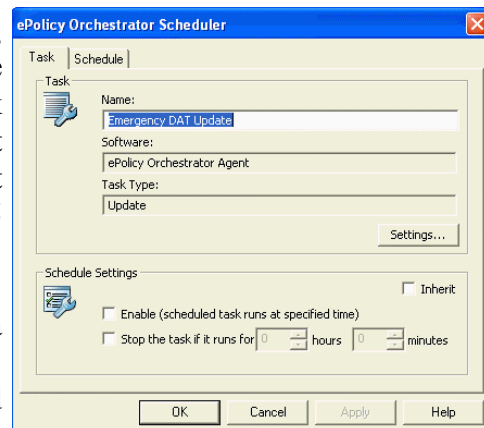 ePolicy Orchestrator Scheduler
Task Schedule
Task
Name:
Emergency DAT Update
Software:
ePolicy Orchestrator Agent
Task Type:
Update
Settings...
Schedule Settings
Inherit
Enable (scheduled task runs at specified time)
Stop the task if it runs for 0 hours 0 minutes
OK Cancel Apply Help